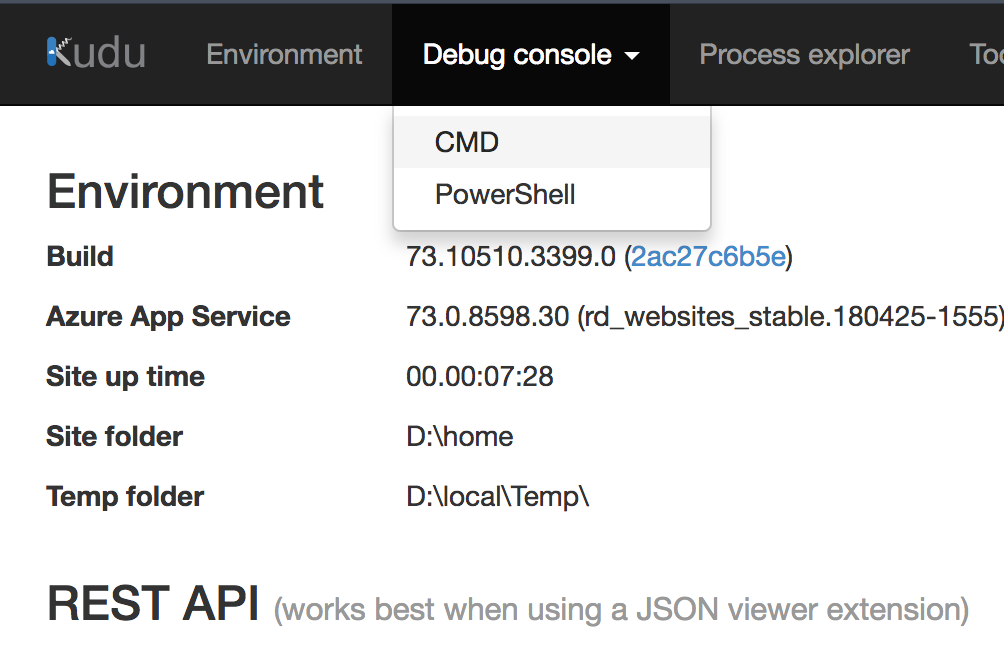 Kudu Environment Debug console Process explorer
CMD
PowerShell
Environment
Build 73.10510.3399.0 (2ac27c6b5e)
Azure App Service 73.0.8598.30 (rd_websites_stable.180425-1555)
Site up time 00.00:07:28
Site folder D:\home
Temp folder D:\local\Temp\
REST API (works best when using a JSON viewer extension)